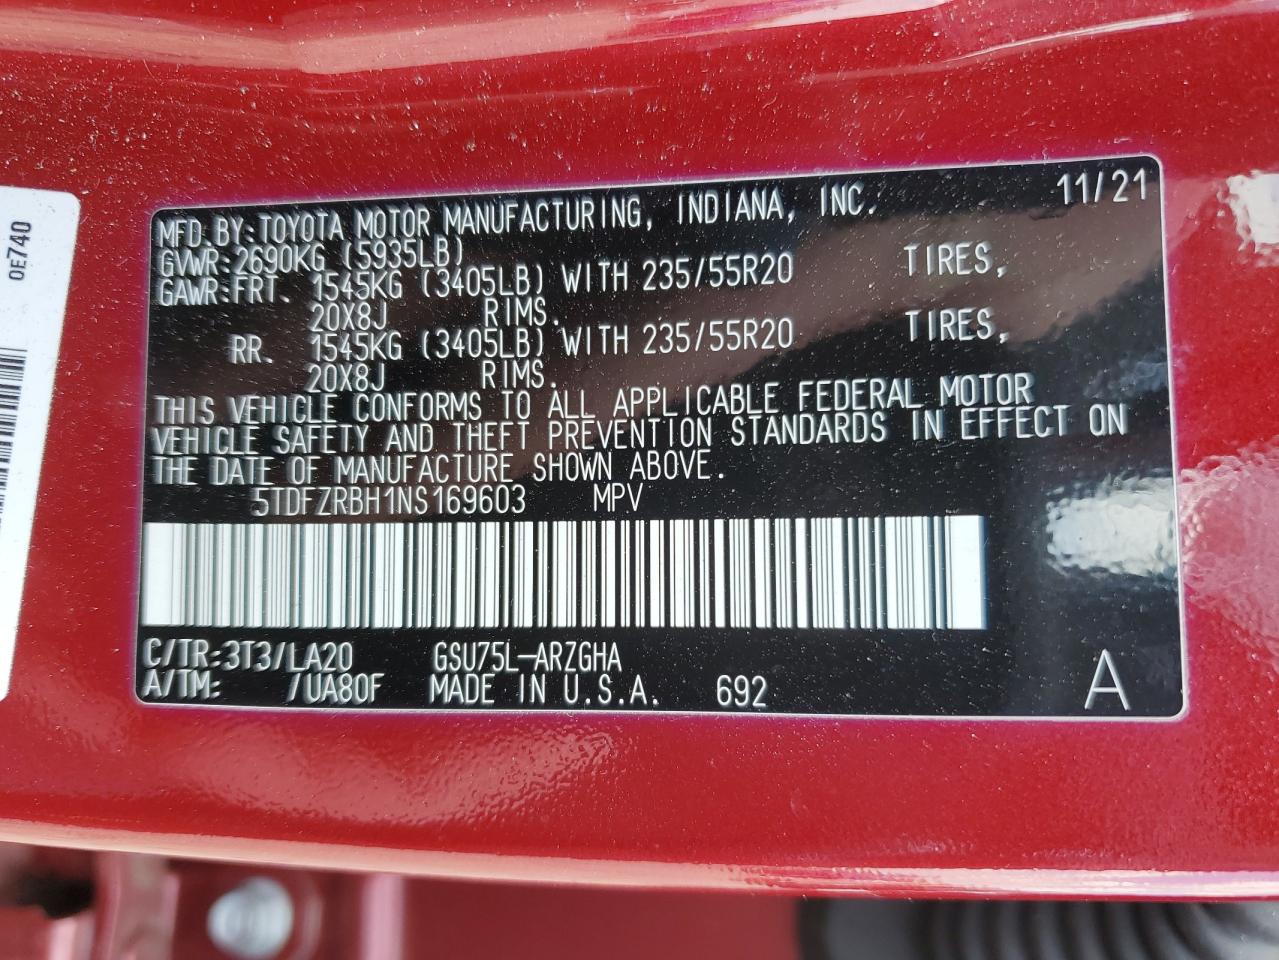 MFD.BY:TOYOTA MOTOR MANUFACTURING, INDIANA, INC. 11/21
GVWR:2690KG (5935LB)
GAWR:FRT. 1545KG (3405LB) WITH 235/55R20 TIRES,
20X8J RIMS.
RR. 1545KG (3405LB) WITH 235/55R20 TIRES,
20X8J RIMS.
THIS VEHICLE CONFORMS TO ALL APPLICABLE FEDERAL MOTOR
VEHICLE SAFETY AND THEFT PREVENTION STANDARDS IN EFFECT ON
THE DATE OF MANUFACTURE SHOWN ABOVE.
5TDFZRBH1NS169603 MPV
C/TR:3T3/LA20 GSU75L-ARZGHA
A/TM: /UA80F MADE IN U.S.A. 692 A
0E740